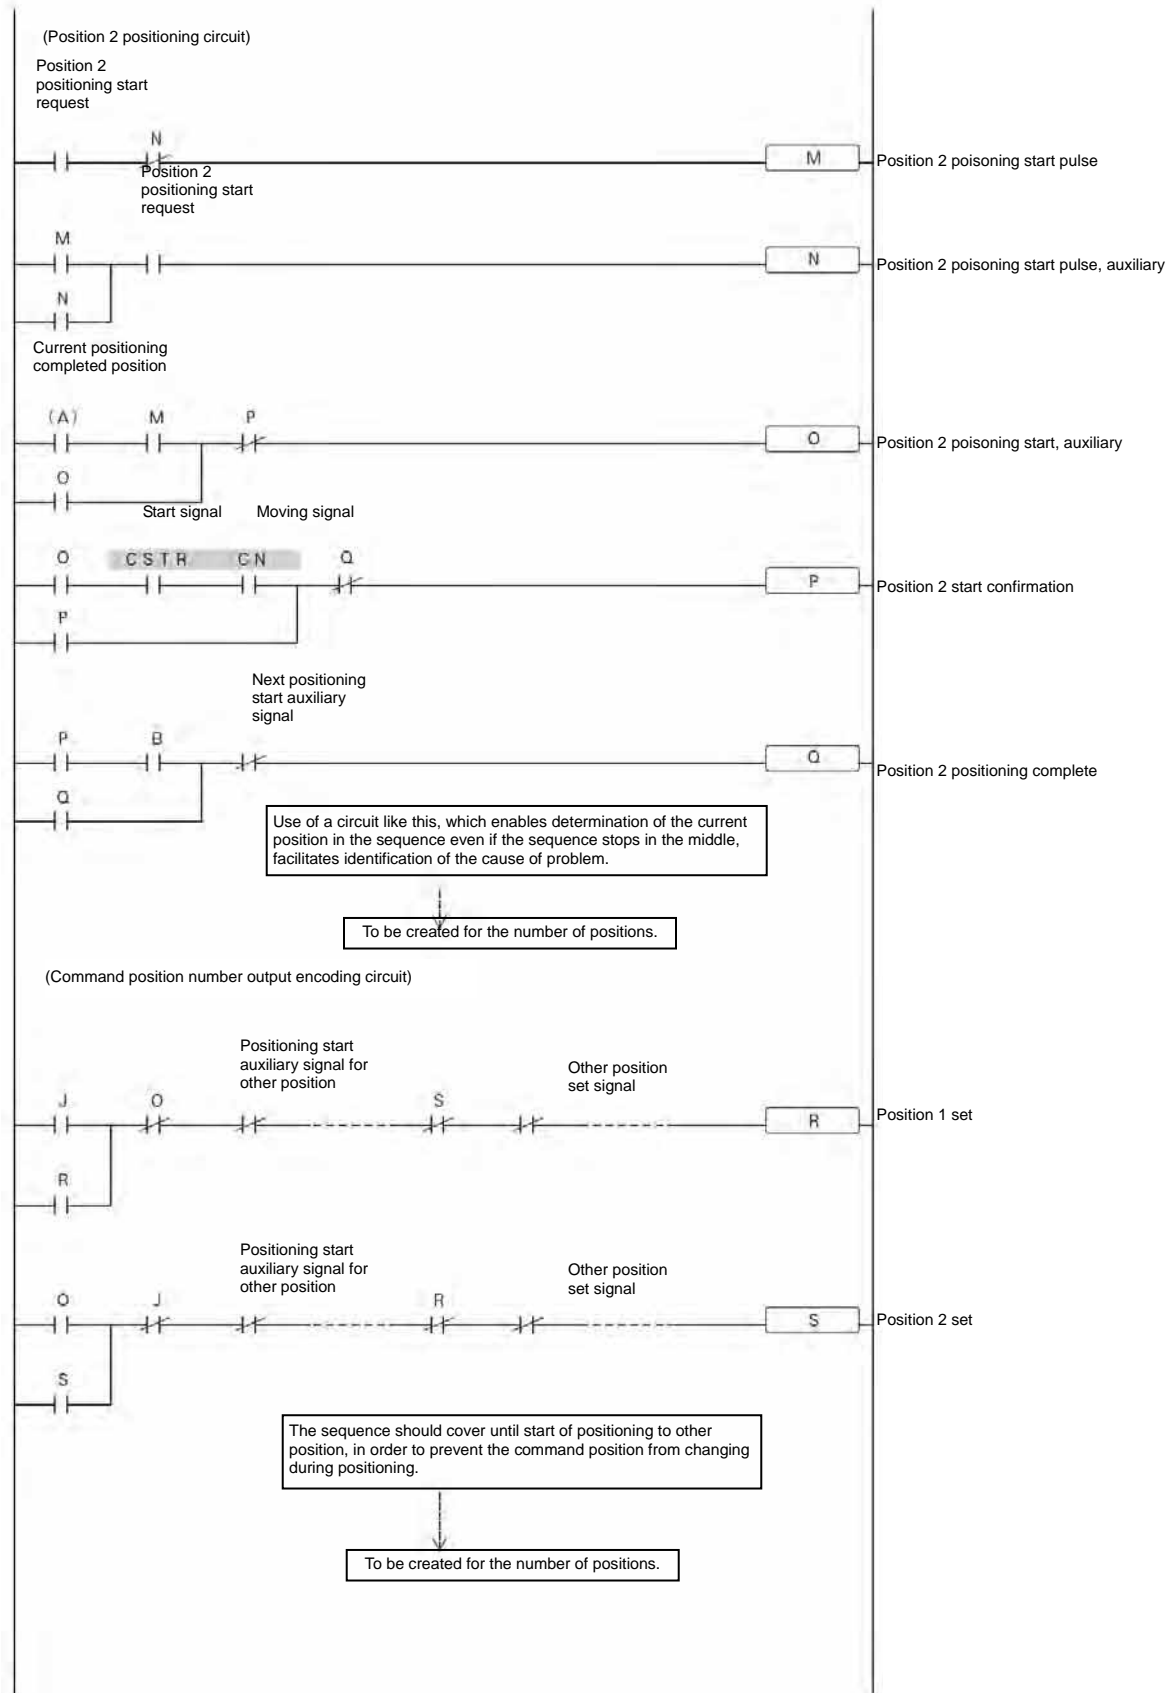 (Position 2 positioning circuit)
Position 2
positioning start
request
N
M
Position 2 poisoning start pulse
Position 2
positioning start
request
M
N
Position 2 poisoning start pulse, auxiliary
N
Current positioning
completed position
(A)
M
P
O
Position 2 poisoning start, auxiliary
O
Start signal
Moving signal
O
CSTR
CN
Q
P
Position 2 start confirmation
P
Next positioning
start auxiliary
signal
P
B
Q
Position 2 positioning complete
Q
Use of a circuit like this, which enables determination of the current
position in the sequence even if the sequence stops in the middle,
facilitates identification of the cause of problem.
To be created for the number of positions.
(Command position number output encoding circuit)
Positioning start
auxiliary signal for
other position
Other position
set signal
J
O
S
R
Position 1 set
R
Positioning start
auxiliary signal for
other position
Other position
set signal
O
J
R
S
Position 2 set
S
The sequence should cover until start of positioning to other
position, in order to prevent the command position from changing
during positioning.
To be created for the number of positions.